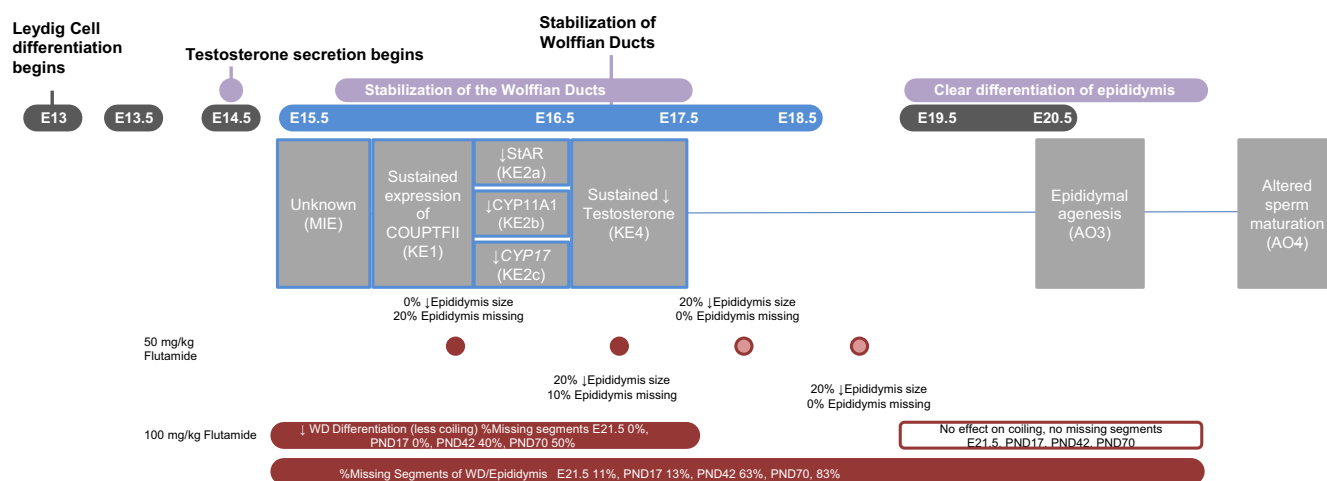 Leydig Cell
differentiation
begins
Testosterone secretion begins
Stabilization of
Wolffian Ducts
Stabilization of the Wolffian Ducts
Clear differentiation of epididymis
E13
E13.5
E14.5
E15.5
E16.5
E17.5
E18.5
E19.5
E20.5
Unknown
(MIE)
Sustained
expression
of
COUPTFII
(KE1)
↓StAR
(KE2a)
↓CYP11A1
(KE2b)
↓CYP17
(KE2c)
Sustained ↓
Testosterone
(KE4)
Epididymal
agenesis
(AO3)
Altered
sperm
maturation
(AO4)
0% ↓Epididymis size
20% Epididymis missing
20% ↓Epididymis size
0% Epididymis missing
50 mg/kg
Flutamide
20% ↓Epididymis size
10% Epididymis missing
20% ↓Epididymis size
0% Epididymis missing
100 mg/kg Flutamide
↓ WD Differentiation (less coiling) %Missing segments E21.5 0%,
PND17 0%, PND42 40%, PND70 50%
No effect on coiling, no missing segments
E21.5, PND17, PND42, PND70
%Missing Segments of WD/Epididymis E21.5 11%, PND17 13%, PND42 63%, PND70, 83%